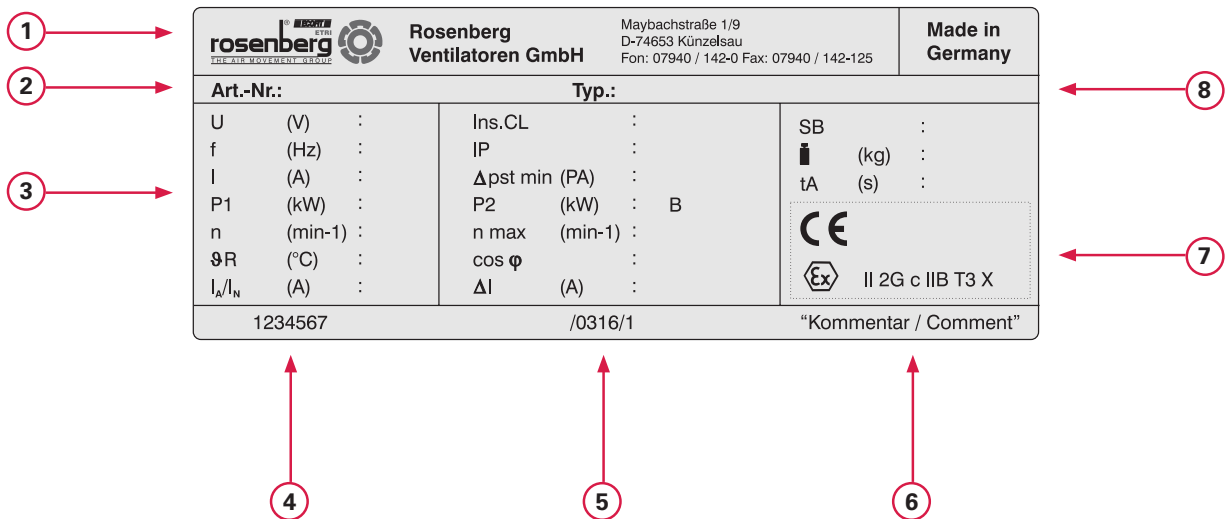 1
® ECOFIT
ETRI
rosenberg
THE AIR MOVEMENT GROUP
Rosenberg
Ventilatoren GmbH
Maybachstraße 1/9
D-74653 Künzelsau
Fon: 07940 / 142-0 Fax: 07940 / 142-125
Made in
Germany
2
Art.-Nr.: Typ.:
8
3
U (V) :
f (Hz) :
I (A) :
P1 (kW) :
n (min-1) :
ϑR (°C) :
IA/IN (A) :
Ins.CL :
IP :
Δpst min (PA) :
P2 (kW) : B
n max (min-1) :
cos φ :
ΔI (A) :
SB :
(kg) :
tA (s) :
CE
Ex II 2G c IIB T3 X
7
1234567 /0316/1 “Kommentar / Comment”
4 5 6